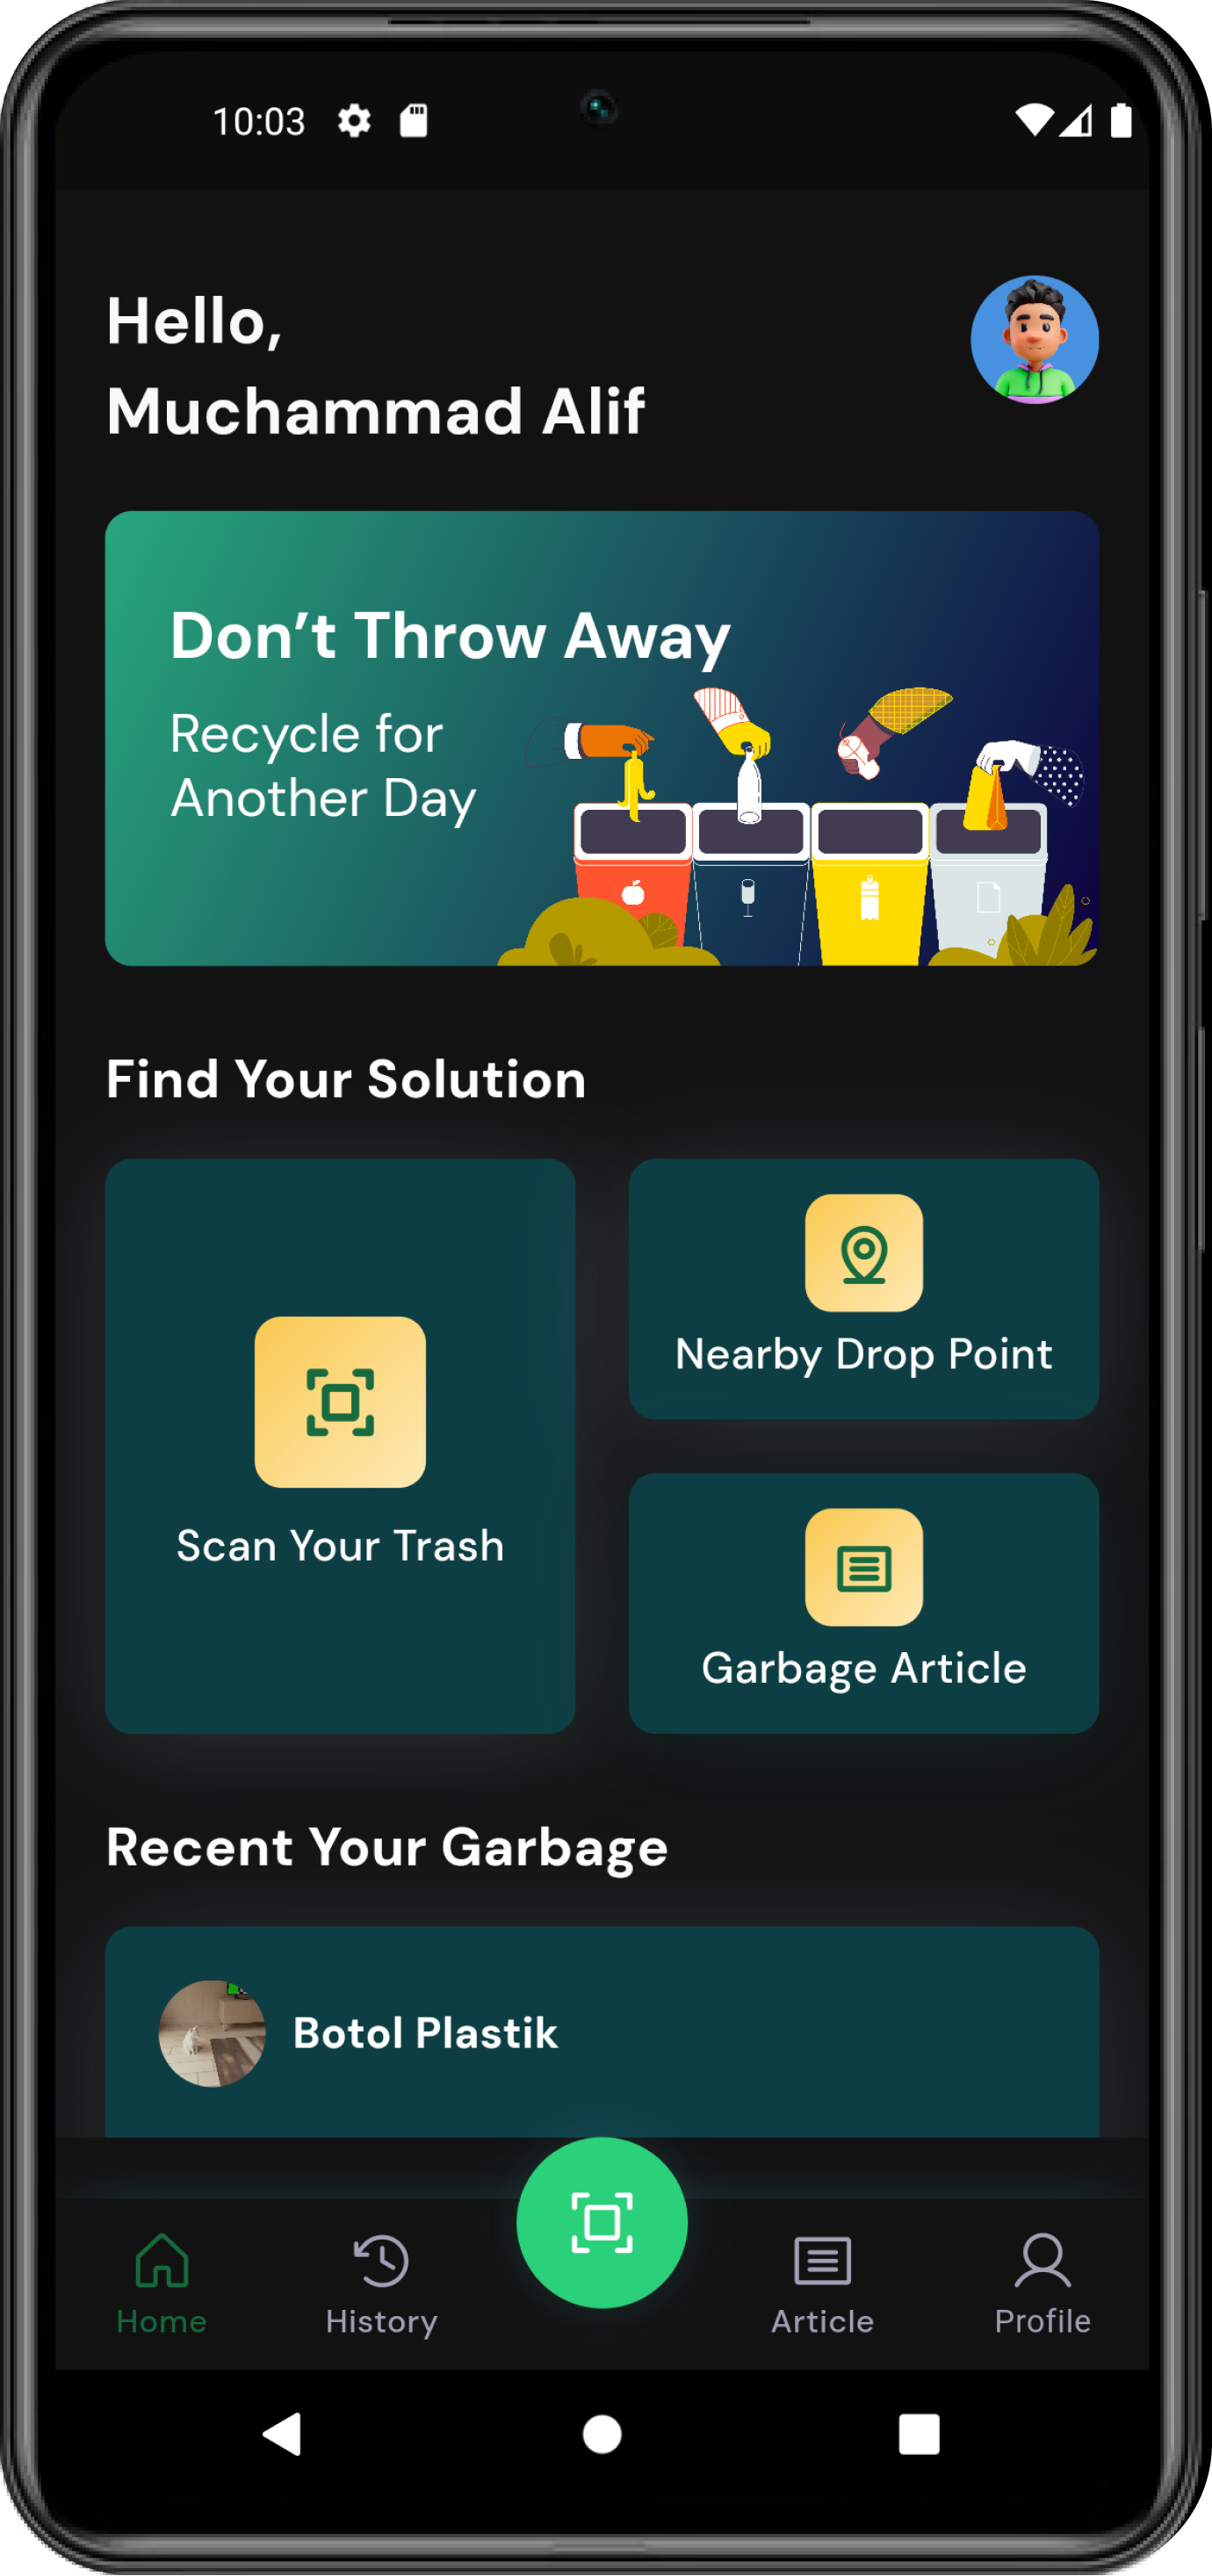 10:03
Hello,
Muchammad Alif
Don’t Throw Away
Recycle for
Another Day
Find Your Solution
Scan Your Trash
Nearby Drop Point
Garbage Article
Recent Your Garbage
Botol Plastik
Home
History
Article
Profile